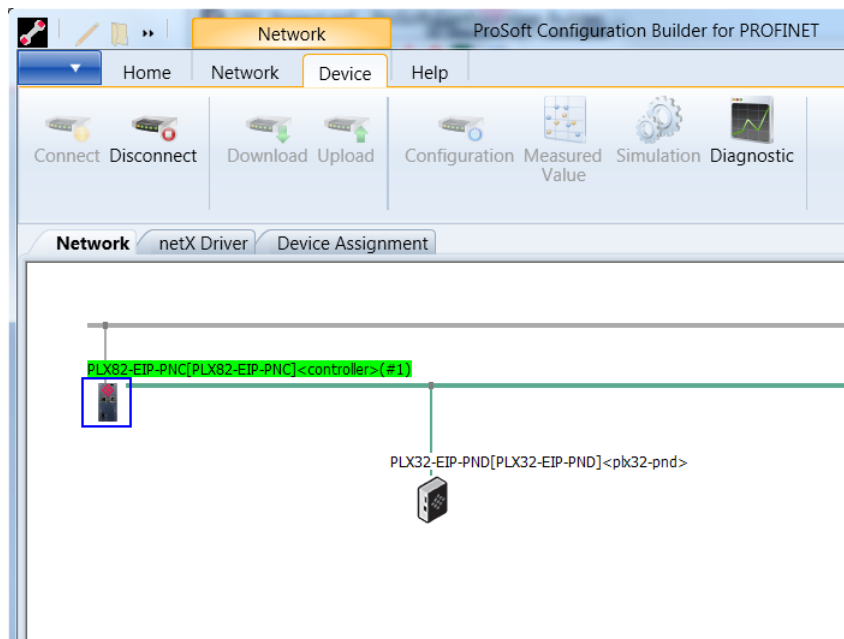 Network
ProSoft Configuration Builder for PROFINET
Home Network Device Help
Connect Disconnect Download Upload Configuration Measured Value Simulation Diagnostic
Network netX Driver Device Assignment
PLX82-EIP-PNC[PLX82-EIP-PNC]<controller>(#1)
PLX32-EIP-PND[PLX32-EIP-PND]<plx32-pnd>